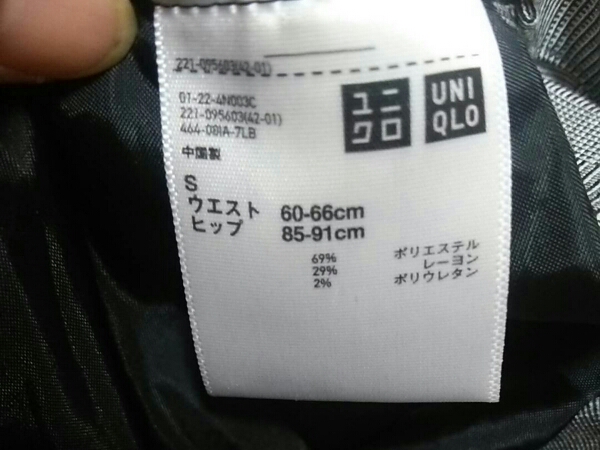 221-095603(42-01)
01-22-4N003C
221-095603(42-01)
464-081A-7LB
中国製
ユニ
クロ
UNI
QLO
S
ウエスト 60-66cm
ヒップ 85-91cm
69% ポリエステル
29% レーヨン
2% ポリウレタン